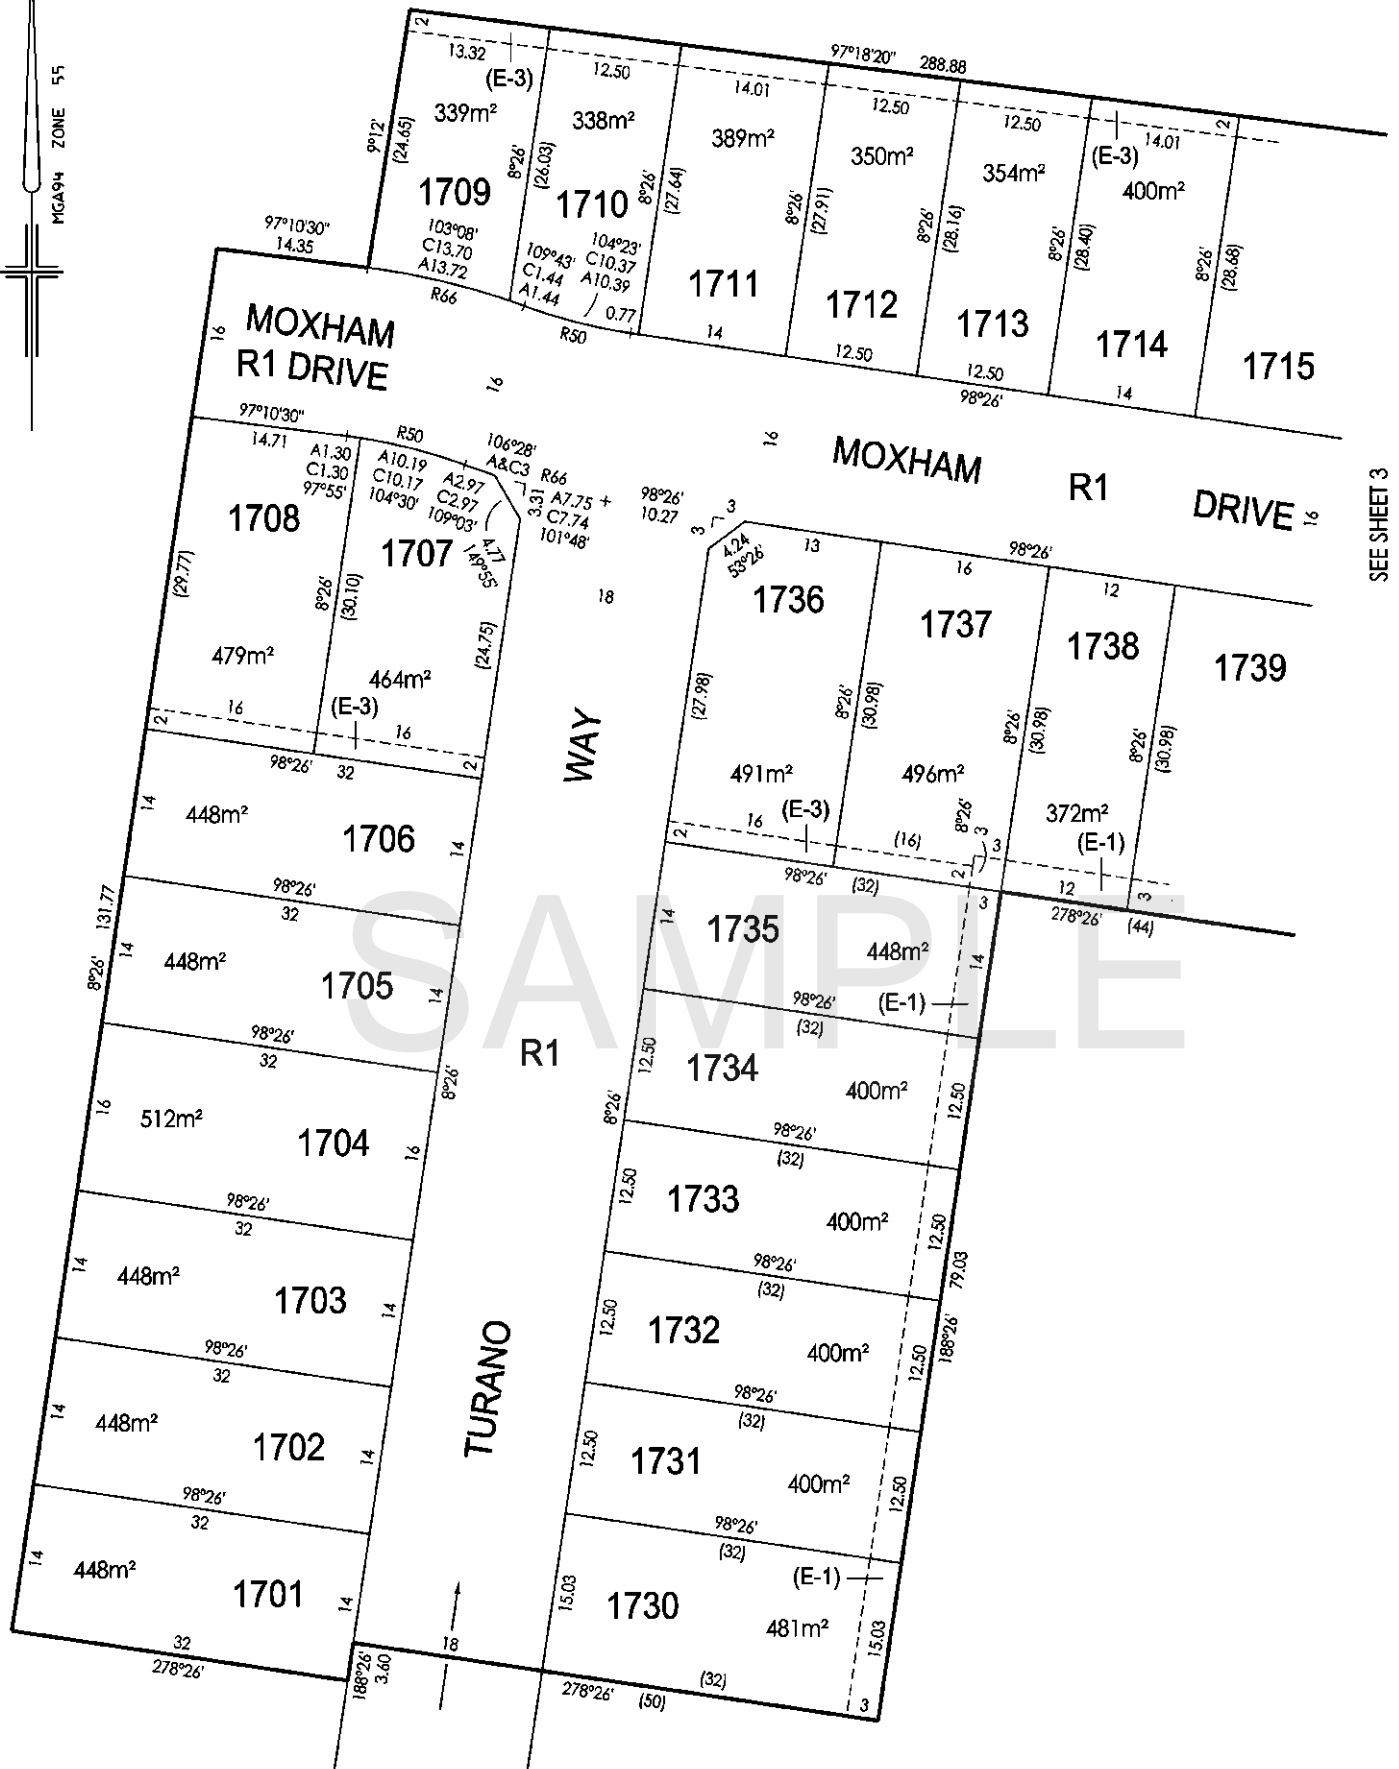 MGA94 ZONE 55
2
13.32
(E-3)
12.50
97°18'20" 288.88
14.01
12.50
12.50
2
(E-3)
14.01
9°12'
(24.65)
339m²
1709
103°08'
C13.70
A13.72
8°26'
(26.03)
338m²
1710
109°43'
C1.44
A1.44
104°23'
C10.37
A10.39
0.77
8°26'
(27.64)
389m²
1711
14
8°26'
(27.91)
350m²
1712
12.50
8°26'
(28.16)
354m²
1713
12.50
98°26'
8°26'
(28.40)
400m²
1714
14
8°26'
(28.68)
1715
97°10'30"
14.35
R66
R50
16
MOXHAM
R1 DRIVE
16
16
MOXHAM
R1
DRIVE
16
SEE SHEET 3
97°10'30"
14.71
A1.30
C1.30
97°55'
R50
A10.19
C10.17
104°30'
A2.97
C2.97
109°03'
106°28'
A&C3 R66
3.31
A7.75 +
C7.74
101°48'
98°26'
10.27
4.77
149°55'
1708
(29.77)
479m²
8°26'
(30.10)
1707
464m²
(24.75)
(E-3)
2
16
16
2
98°26'
32
18
3
3
4.24
53°26'
13
98°26'
16
12
1736
(27.98)
491m²
8°26'
(30.98)
1737
496m²
8°26'
(30.98)
1738
372m²
8°26'
(30.98)
1739
(E-3)
2
16
(16)
8°26'
3
3
2
(E-1)
12
3
98°26'
(32)
3
278°26'
(44)
WAY
14
448m²
1706
14
98°26'
32
131.77
8°26'
14
448m²
1705
14
98°26'
32
16
512m²
1704
8°26'
16
98°26'
32
14
448m²
1703
14
98°26'
32
14
448m²
1702
14
98°26'
32
14
448m²
1701
14
32
278°26'
188°26'
3.60
R1
TURANO
18
14
1735
448m²
14
(E-1)
98°26'
(32)
12.50
1734
400m²
12.50
8°26'
98°26'
(32)
12.50
1733
400m²
12.50
79.03
188°26'
98°26'
(32)
12.50
1732
400m²
12.50
98°26'
(32)
12.50
1731
400m²
12.50
98°26'
(32)
(E-1)
15.03
1730
481m²
15.03
278°26'
(50)
(32)
3
SAMPLE